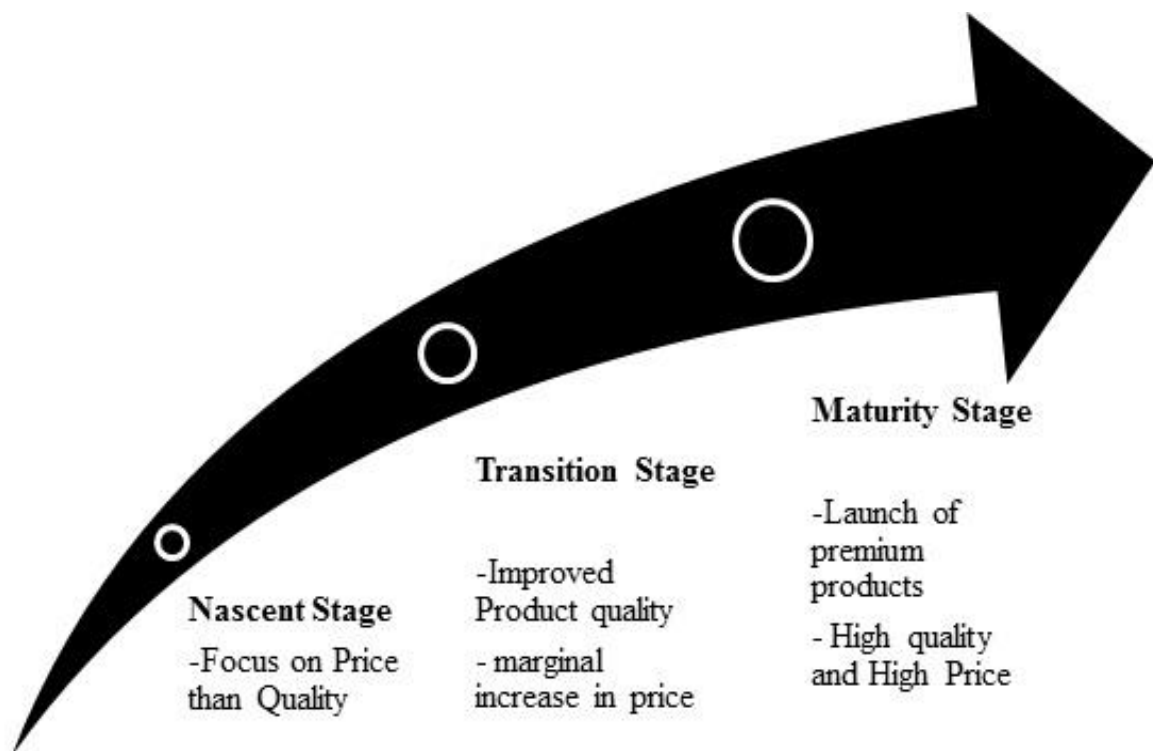 Nascent Stage
-Focus on Price
than Quality
Transition Stage
-Improved
Product quality
- marginal
increase in price
Maturity Stage
-Launch of
premium
products
- High quality
and High Price